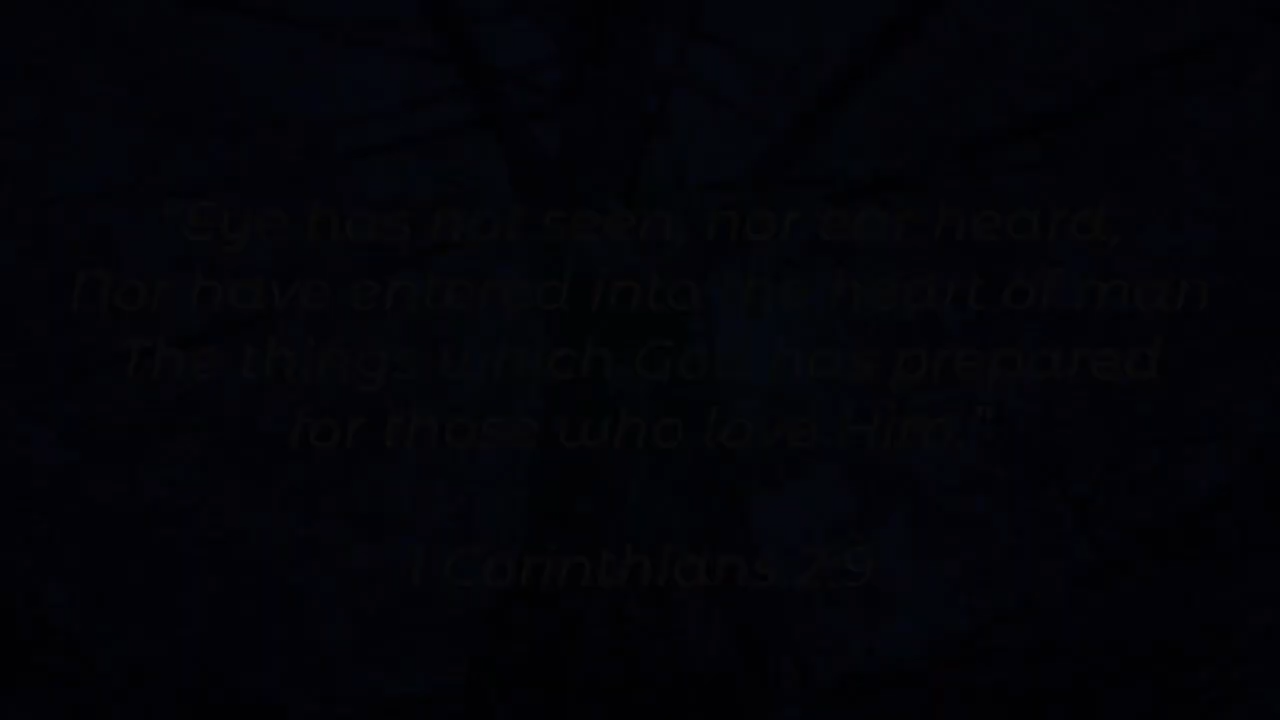 "Eye has not seen, nor ear heard,
Nor have entered into the heart of man
The things which God has prepared
for those who love Him."
1 Corinthians 2:9